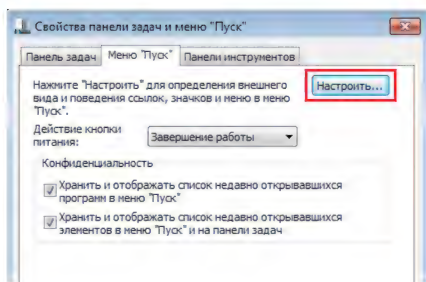 Свойства панели задач и меню "Пуск"
Панель задач Меню "Пуск" Панели инструментов
Нажмите "Настроить" для определения внешнего
вида и поведения ссылок, значков и меню в меню
"Пуск".
Настроить...
Действие кнопки
питания:
Завершение работы
Конфиденциальность
Хранить и отображать список недавно открывавшихся
программ в меню "Пуск"
Хранить и отображать список недавно открывавшихся
элементов в меню "Пуск" и на панели задач